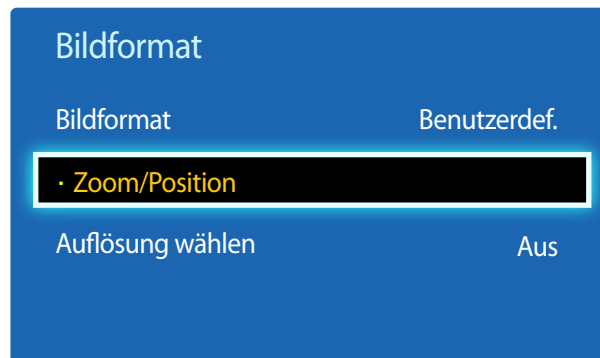 Bildformat
Bildformat Benutzerdef.
· Zoom/Position
Auflösung wählen Aus